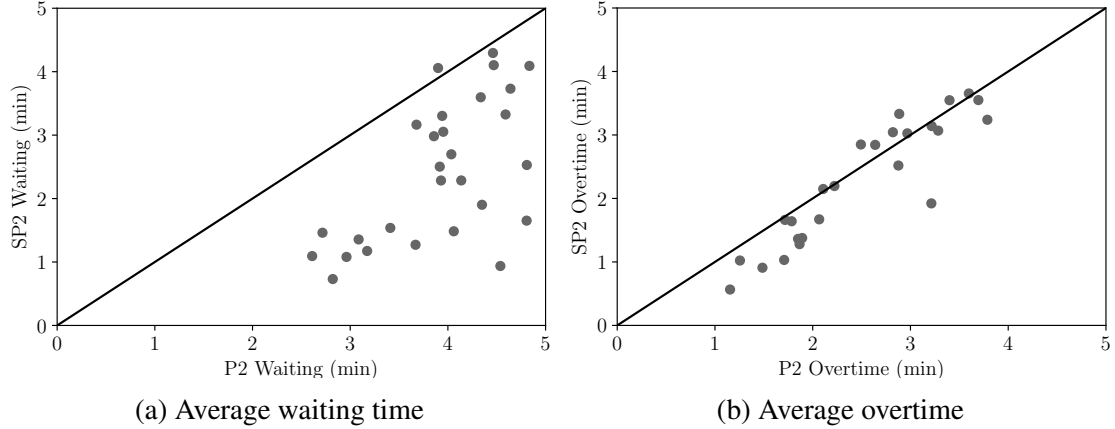 5
4
3
2
1
0
SP2 Waiting (min)
0 1 2 3 4 5
P2 Waiting (min)
(a) Average waiting time
5
4
3
2
1
0
SP2 Overtime (min)
0 1 2 3 4 5
P2 Overtime (min)
(b) Average overtime